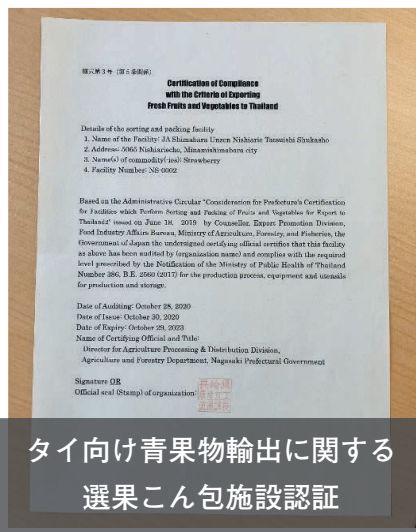 様式第3号 (第5条関係)
Certification of Compliance
with the Criteria of Exporting
Fresh Fruits and Vegetables to Thailand
Details of the sorting and packing facility
1. Name of the Facility: JA Shimabara Unzen Nishiarie Tatsuishi Shukasho
2. Address: 5065 Nishiariecho, Minamishimabara city
3. Name(s) of commodity(ries): Strawberry
4. Facility Number: NS-0002
Based on the Administrative Circular "Consideration for Prefecture's Certification
for Facilities which Perform Sorting and Packing of Fruits and Vegetables for Export to
Thailand" issued on June 18, 2019 by Counsellor, Export Promotion Division,
Food Industry Affairs Bureau, Ministry of Agriculture, Forestry, and Fisheries, the
Government of Japan the undersigned certifying official certifies that this facility
as above has been audited by (organization name) and complies with the required
level prescribed by the Notification of the Ministry of Public Health of Thailand
Number 386, B.E. 2560 (2017) for the production process, equipment and utensils
for production and storage.
Date of Auditing: October 28, 2020
Date of Issue: October 30, 2020
Date of Expiry: October 29, 2023
Name of Certifying Official and Title:
Director for Agriculture Processing & Distribution Division,
Agriculture and Forestry Department, Nagasaki Prefectural Government
Signature OR
Official seal (Stamp) of organization:
タイ向け青果物輸出に関する
選果こん包施設認証